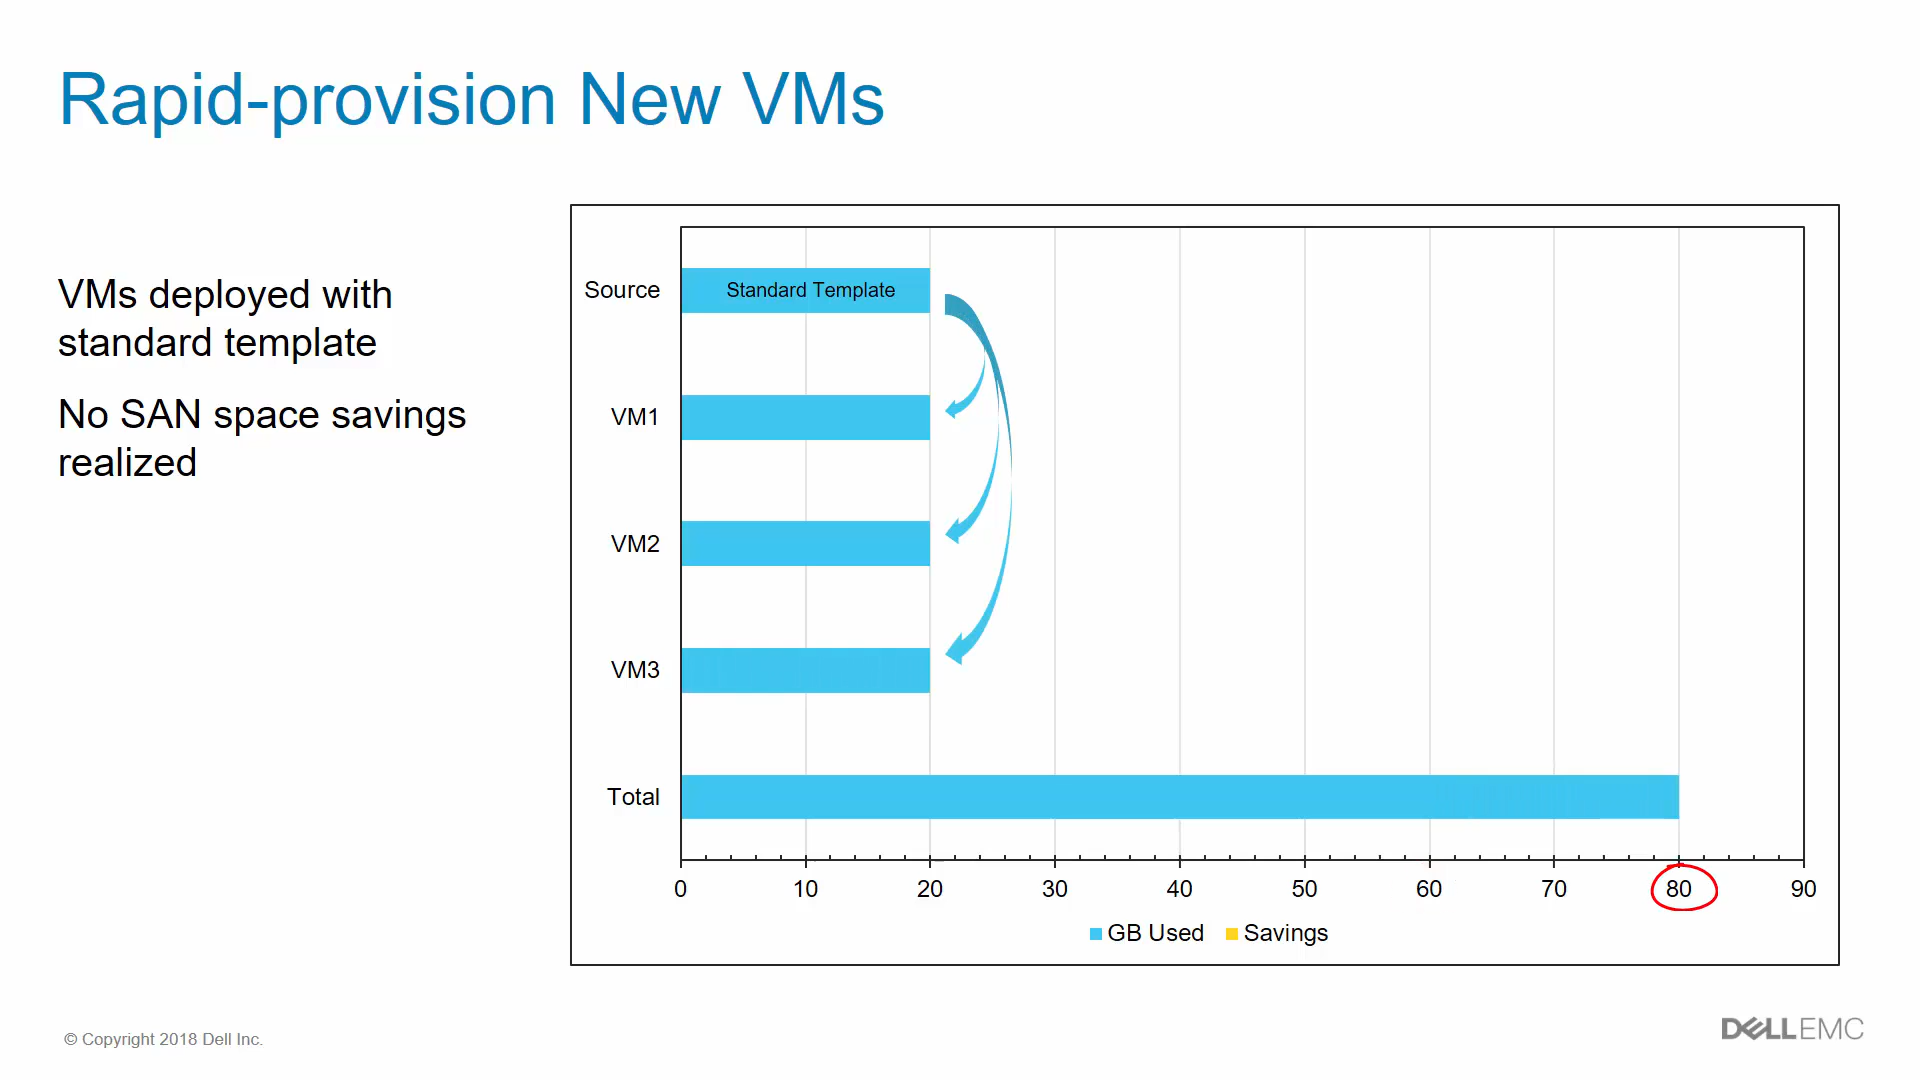 Rapid-provision New VMs
VMs deployed with
standard template
No SAN space savings
realized
Source
Standard Template
VM1
VM2
VM3
Total
0 10 20 30 40 50 60 70 80 90
GB Used Savings
© Copyright 2018 Dell Inc.
DELLEMC